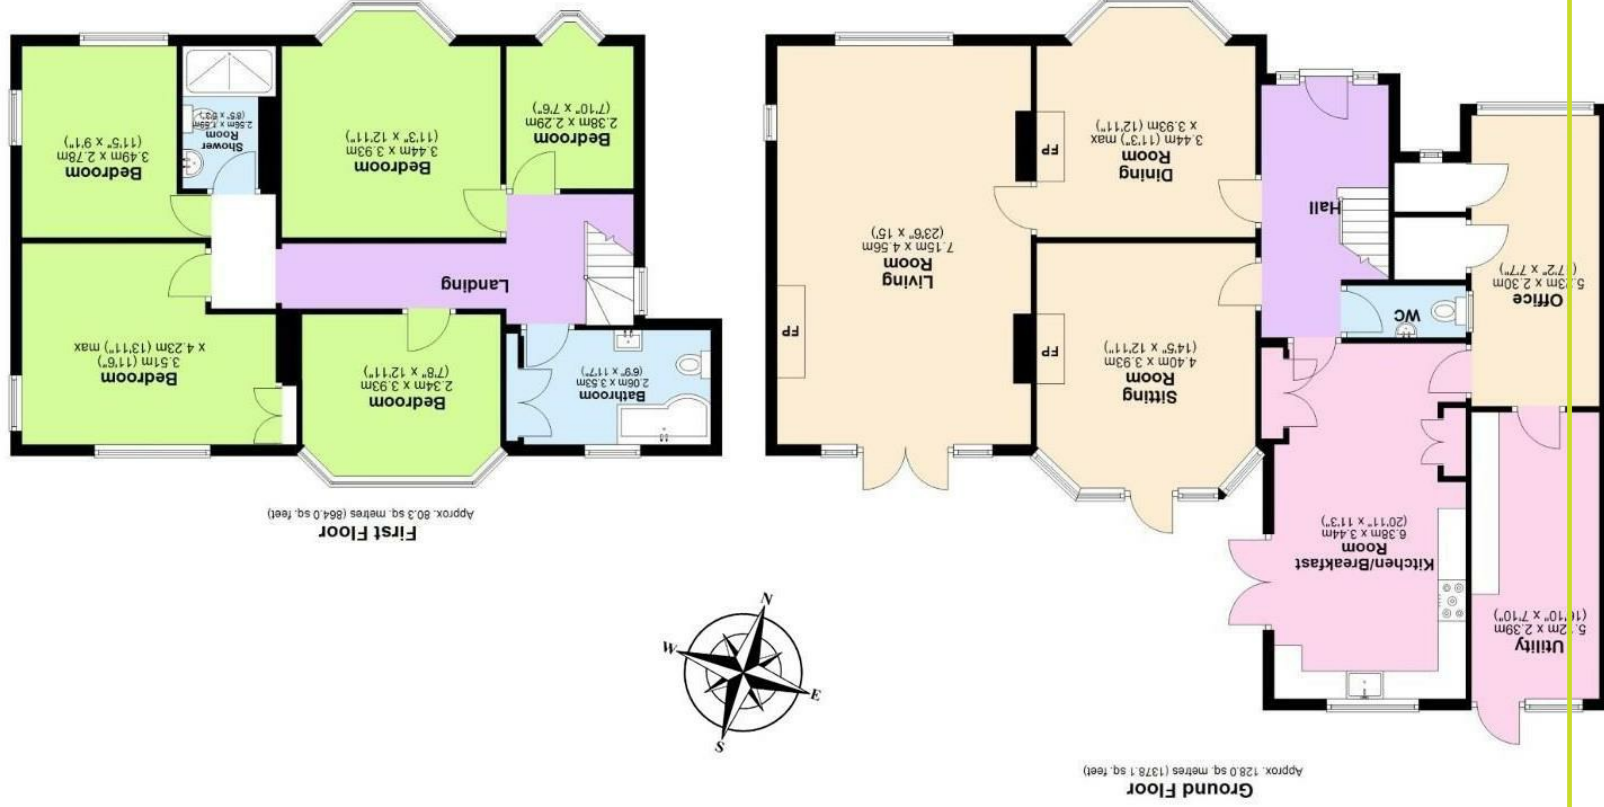 Ground Floor
Approx. 128.0 sq. metres (1378.1 sq. feet)
Utility
x 2.39m
x 7'10")
Kitchen/Breakfast
Room
6.38m x 3.44m
(20'11" x 11'3")
Office
x 2.30m
x 7'7")
WC
Hall
Sitting
Room
4.40m x 3.93m
(14'5" x 12'11")
FP
Dining
Room
3.44m (11'3") max
x 3.93m (12'11")
FP
Living
Room
7.15m x 4.56m
(23'6" x 15')
FP
S
E
W
N
First Floor
Approx. 80.3 sq. metres (864.0 sq. feet)
Bathroom
2.06m x 3.53m
(6'9" x 11'7")
Bedroom
2.34m x 3.93m
(7'8" x 12'11")
Bedroom
3.51m (11'6")
x 4.23m (13'11") max
Landing
Bedroom
2.38m x 2.29m
(7'10" x 7'6")
Bedroom
3.44m x 3.93m
(11'3" x 12'11")
Shower
Room
2.56m x
(8'5" x 5'3")
Bedroom
3.49m x 2.78m
(11'5" x 9'1")